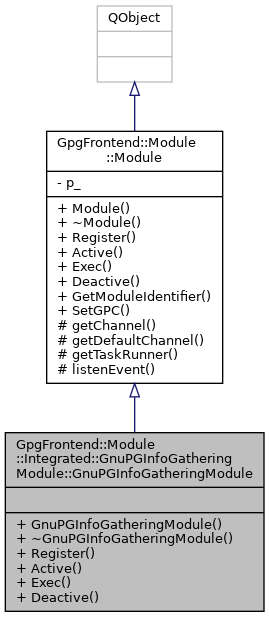 QObject
GpgFrontend::Module
::Module
- p_
+ Module()
+ ~Module()
+ Register()
+ Active()
+ Exec()
+ Deactive()
+ GetModuleIdentifier()
+ SetGPC()
# getChannel()
# getDefaultChannel()
# getTaskRunner()
# listenEvent()
GpgFrontend::Module
::Integrated::GnuPGInfoGathering
Module::GnuPGInfoGatheringModule
+ GnuPGInfoGatheringModule()
+ ~GnuPGInfoGatheringModule()
+ Register()
+ Active()
+ Exec()
+ Deactive()